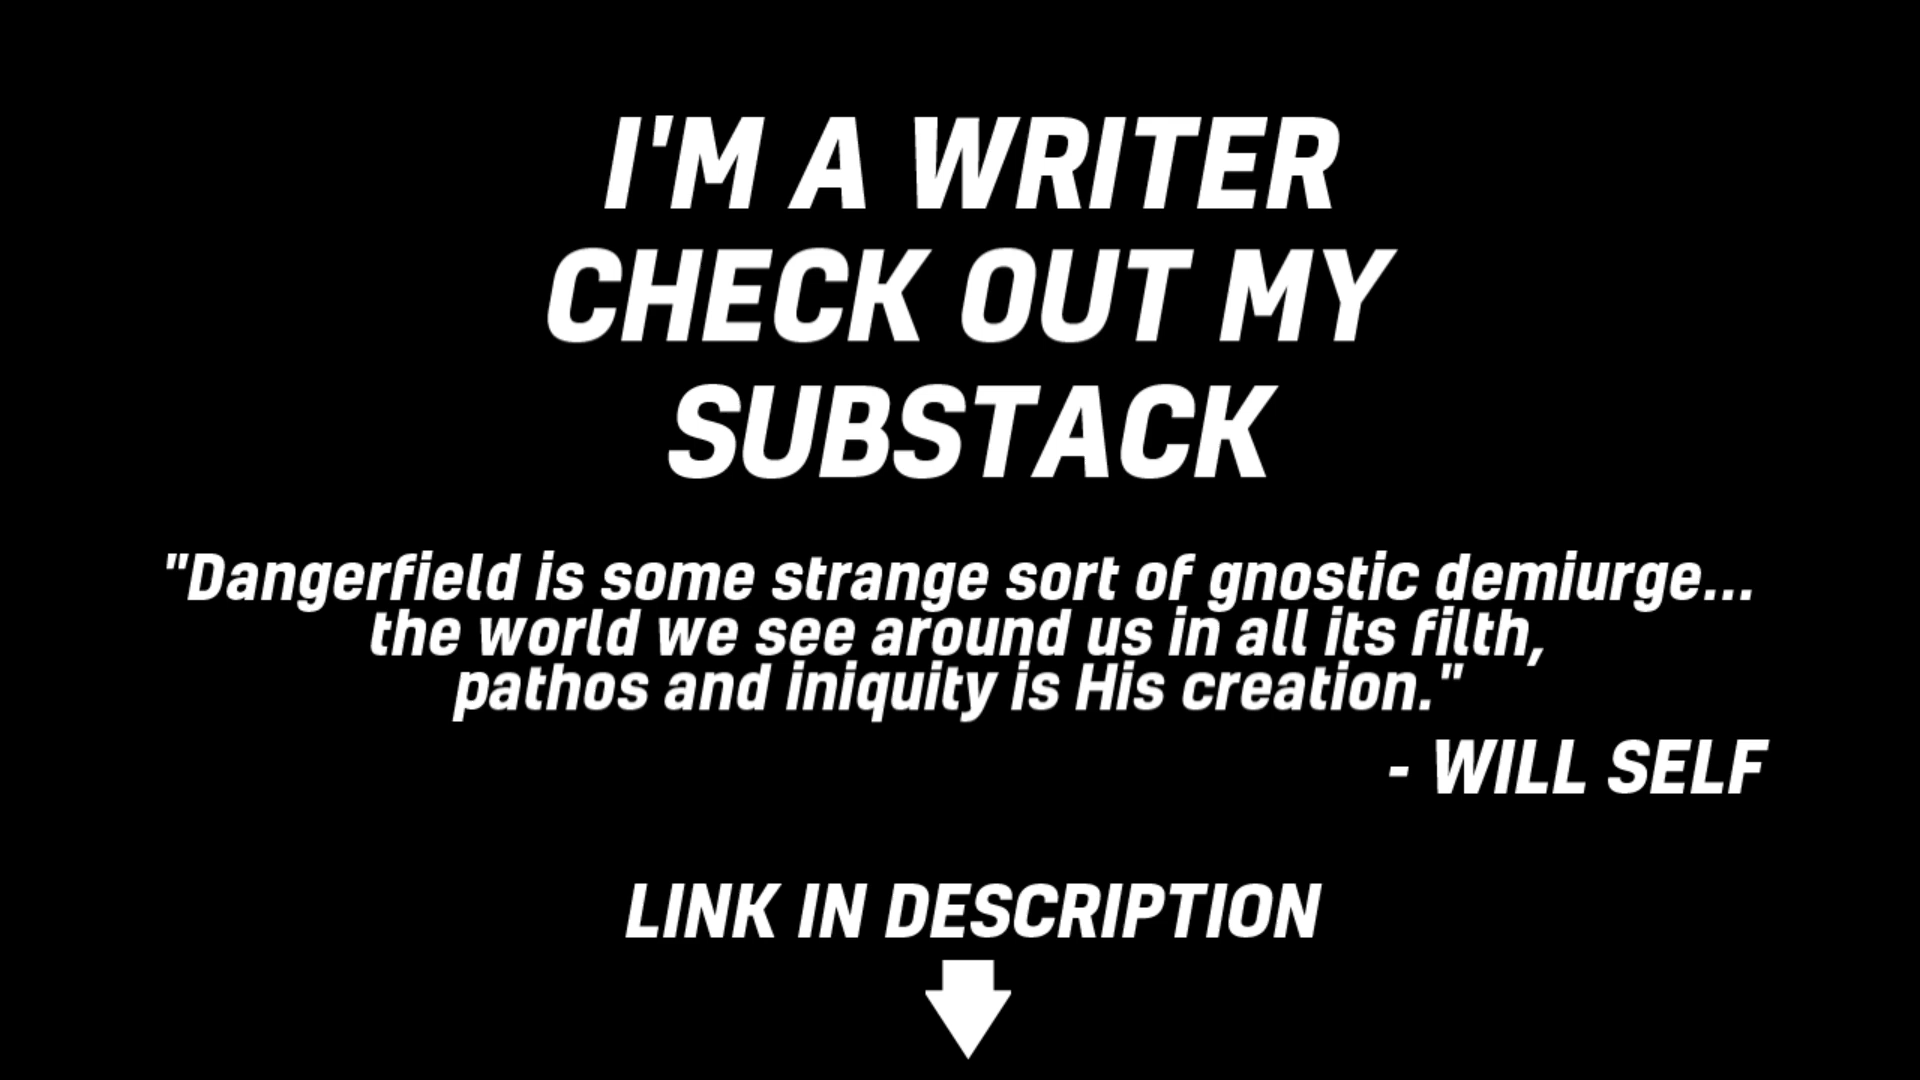 I'M A WRITER
CHECK OUT MY
SUBSTACK
"Dangerfield is some strange sort of gnostic demiurge...
the world we see around us in all its filth,
pathos and iniquity is His creation."
- WILL SELF
LINK IN DESCRIPTION